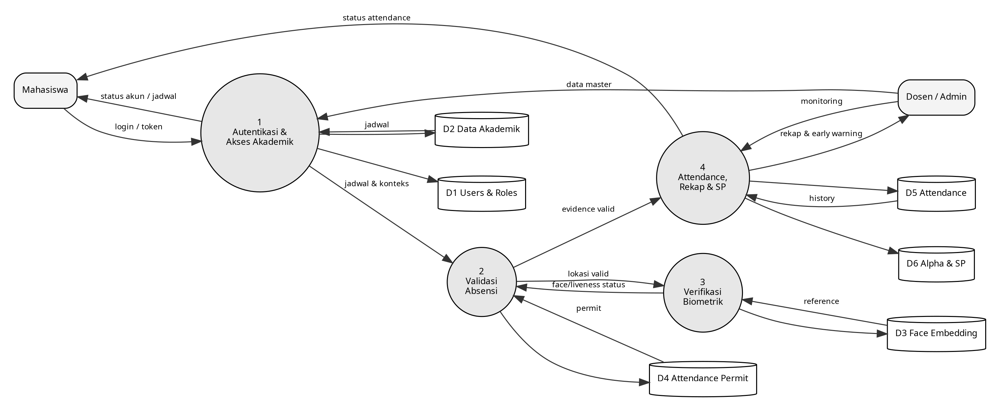 status attendance
data master
Mahasiswa
status akun / jadwal
login / token
1
Autentikasi &
Akses Akademik
jadwal
D2 Data Akademik
D1 Users & Roles
jadwal & konteks
monitoring
Dosen / Admin
rekap & early warning
4
Attendance,
Rekap & SP
D5 Attendance
history
evidence valid
D6 Alpha & SP
2
Validasi
Absensi
lokasi valid
face/liveness status
3
Verifikasi
Biometrik
reference
permit
D3 Face Embedding
D4 Attendance Permit